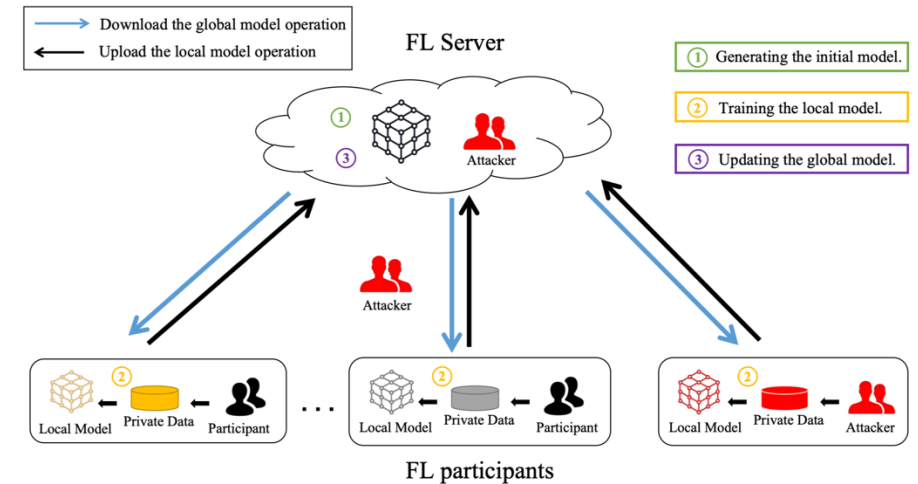 Download the global model operation
Upload the local model operation
FL Server
① Generating the initial model.
② Training the local model.
③ Updating the global model.
①
③
Attacker
Attacker
②
Local Model
Private Data
Participant
...
②
Local Model
Private Data
Participant
②
Local Model
Private Data
Attacker
FL participants